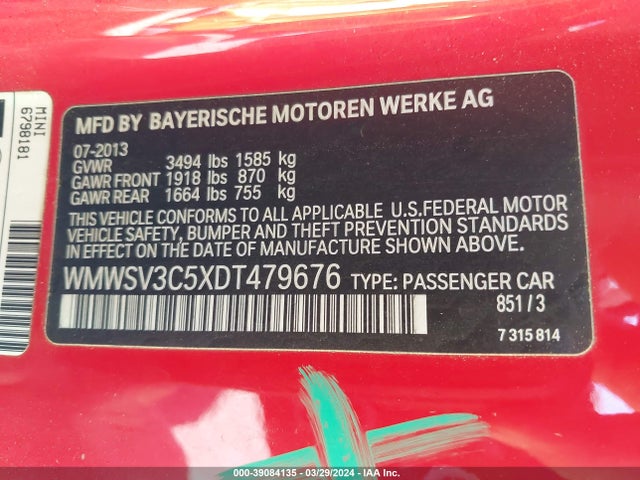 MFD BY BAYERISCHE MOTOREN WERKE AG
07-2013
GVWR 3494 lbs 1585 kg
GAWR FRONT 1918 lbs 870 kg
GAWR REAR 1664 lbs 755 kg
THIS VEHICLE CONFORMS TO ALL APPLICABLE U.S.FEDERAL MOTOR
VEHICLE SAFETY, BUMPER AND THEFT PREVENTION STANDARDS
IN EFFECT ON THE DATE OF MANUFACTURE SHOWN ABOVE.
WMWSV3C5XDT479676 TYPE: PASSENGER CAR
851/3
7 315 814
MINI
6798181
000-39084135 - 03/29/2024 - IAA Inc.